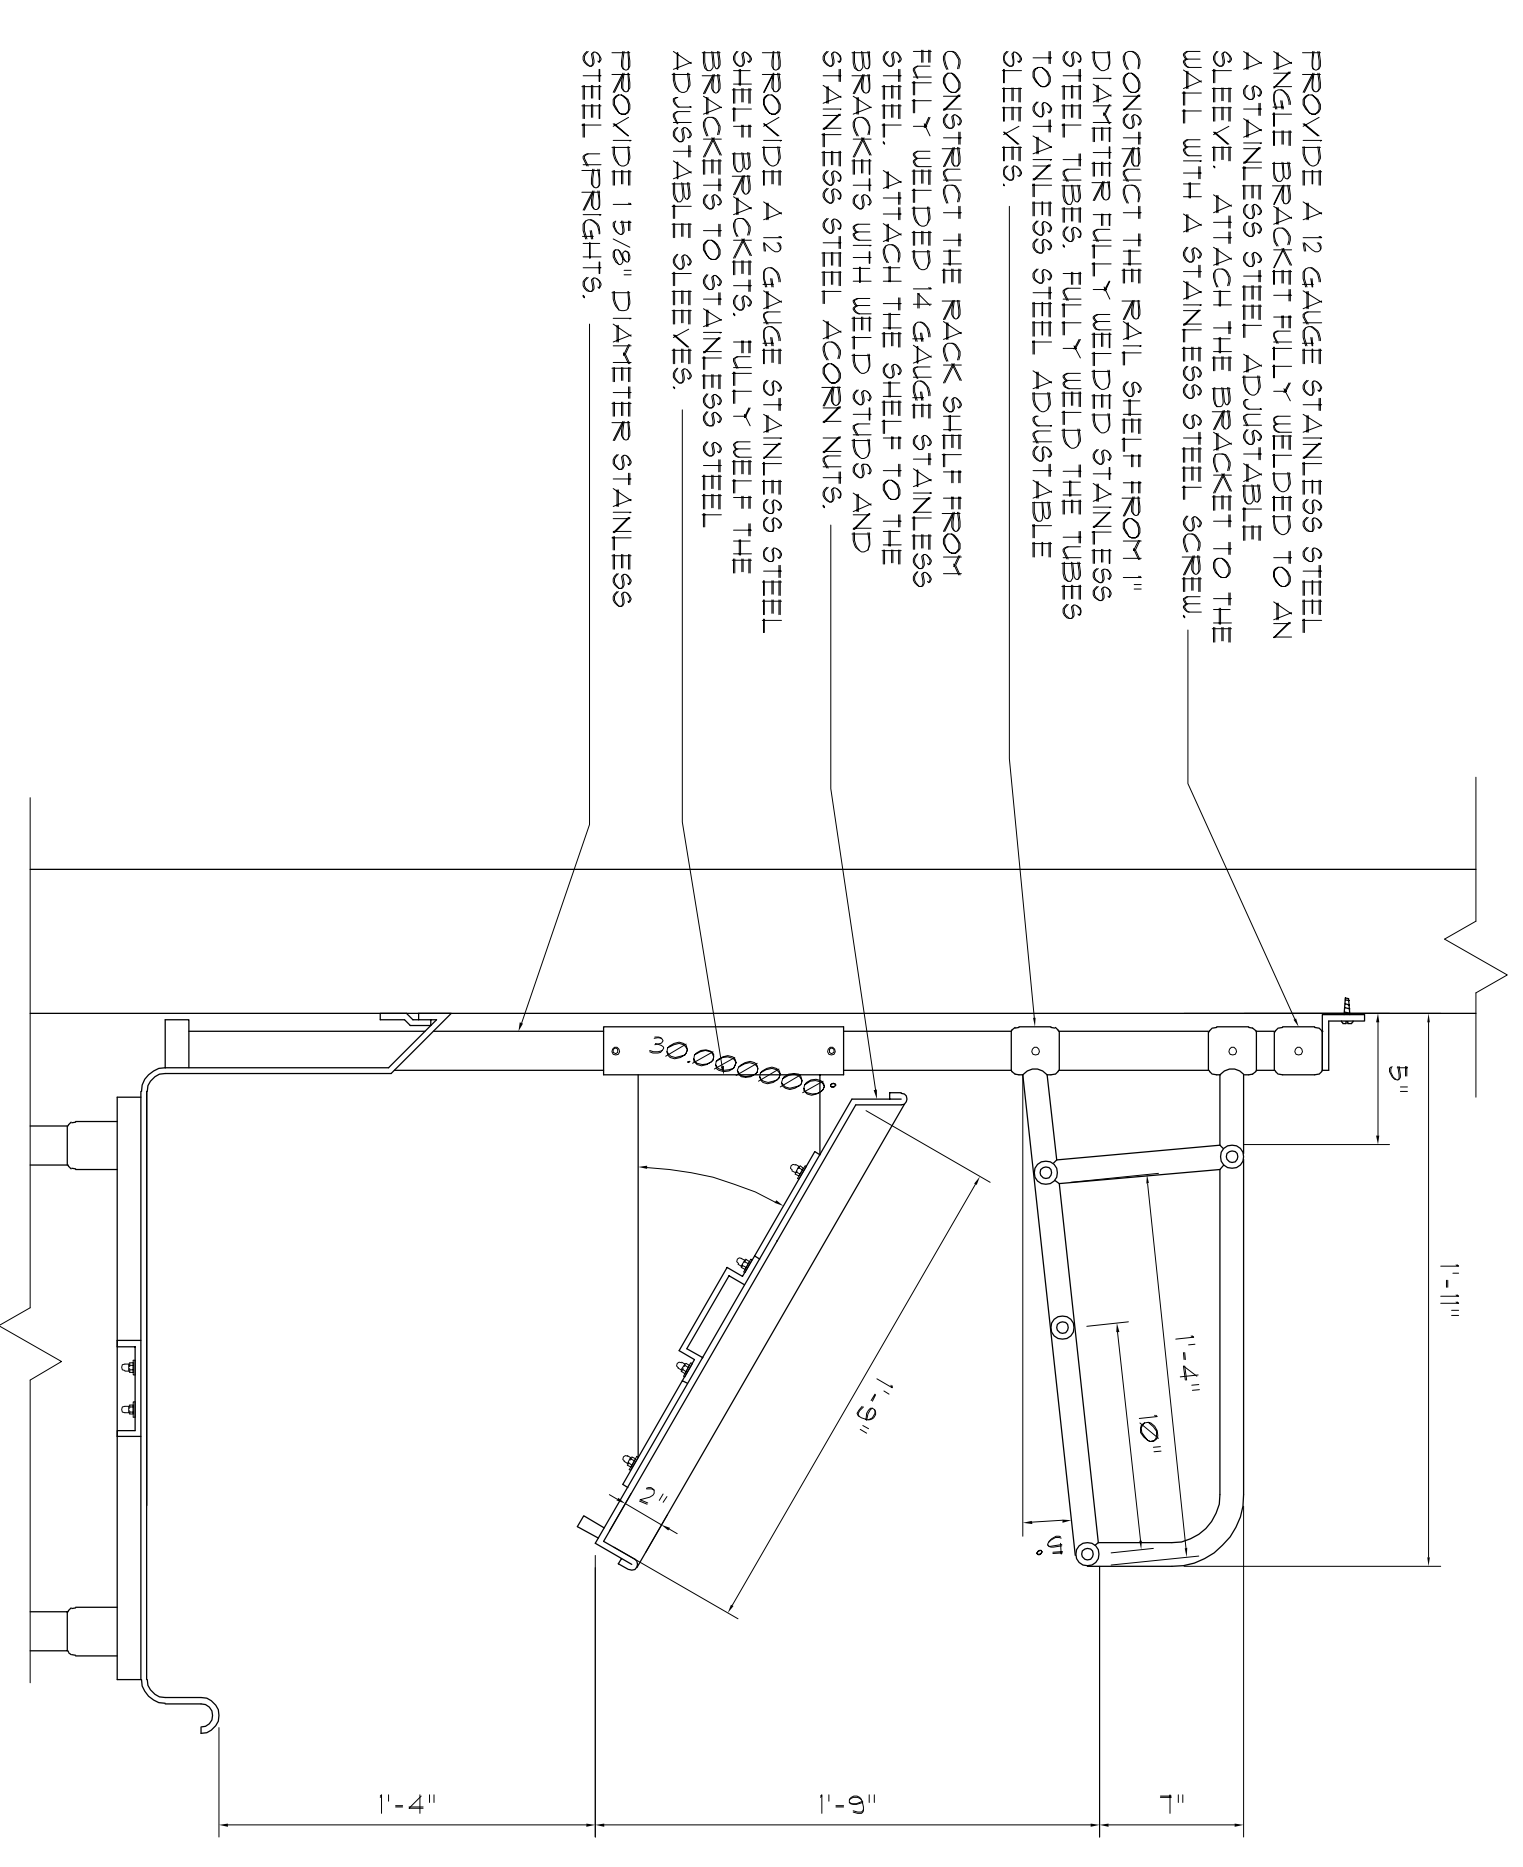 PROVIDE A 12 GAUGE STAINLESS STEEL
ANGLE BRACKET FULLY WELDED TO AN
A STAINLESS STEEL ADJUSTABLE
SLEEVE. ATTACH THE BRACKET TO THE
WALL WITH A STAINLESS STEEL SCREW.
CONSTRUCT THE RAIL SHELF FROM 1"
DIAMETER FULLY WELDED STAINLESS
STEEL TUBES. FULLY WELD THE TUBES
TO STAINLESS STEEL ADJUSTABLE
SLEEVES.
CONSTRUCT THE RACK SHELF FROM
FULLY WELDED 14 GAUGE STAINLESS
STEEL. ATTACH THE SHELF TO THE
BRACKETS WITH WELD STUDS AND
STAINLESS STEEL ACORN NUTS.
PROVIDE A 12 GAUGE STAINLESS STEEL
SHELF BRACKETS. FULLY WELF THE
BRACKETS TO STAINLESS STEEL
ADJUSTABLE SLEEVES.
PROVIDE 1 5/8" DIAMETER STAINLESS
STEEL UPRIGHTS.
1'-11"
5"
1'-4"
10"
5°
1'-9"
2"
30.000000°
7"
1'-9"
1'-4"